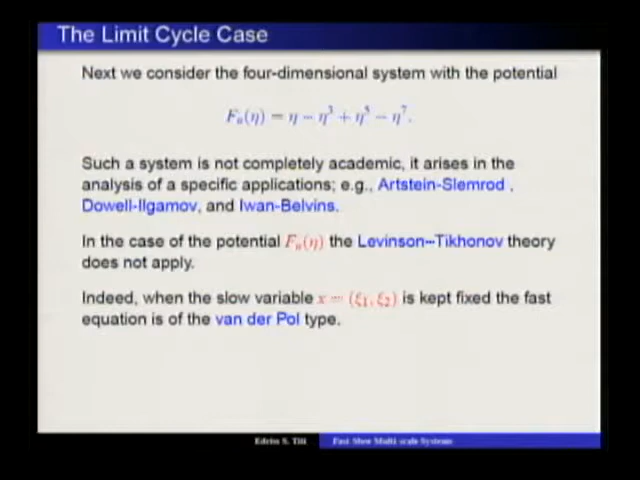 The Limit Cycle Case
Next we consider the four-dimensional system with the potential
Fₐ(η) = η − η³ + η⁵ − η⁷.
Such a system is not completely academic, it arises in the
analysis of a specific applications; e.g., Artstein-Slemrod ,
Dowell-Ilgamov, and Iwan-Belvins.
In the case of the potential Fₐ(η) the Levinson–Tikhonov theory
does not apply.
Indeed, when the slow variable x = (ξ₁, ξ₂) is kept fixed the fast
equation is of the van der Pol type.
Edriss S. Titi
Fast Slow Multi scale Systems